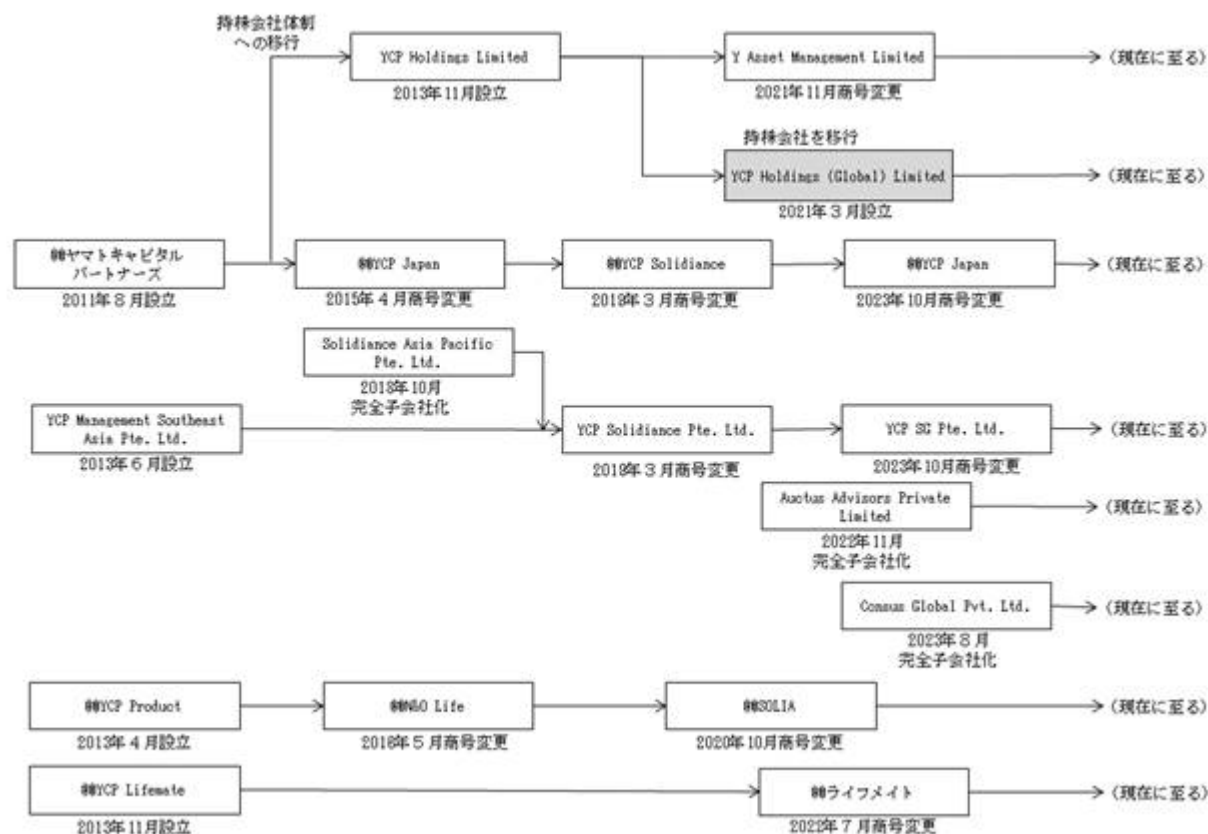 持株会社体制
への移行
YCP Holdings Limited
2013年11月設立
Y Asset Management Limited
2021年11月商号変更
(現在に至る)
持株会社を移行
YCP Holdings (Global) Limited
2021年3月設立
(現在に至る)
㈱ヤマトキャピタル
パートナーズ
2011年8月設立
㈱YCP Japan
2015年4月商号変更
㈱YCP Solidiance
2019年3月商号変更
㈱YCP Japan
2023年10月商号変更
(現在に至る)
Solidiance Asia Pacific
Pte. Ltd.
2018年10月
完全子会社化
YCP Management Southeast
Asia Pte. Ltd.
2013年6月設立
YCP Solidiance Pte. Ltd.
2019年3月商号変更
YCP SG Pte. Ltd.
2023年10月商号変更
(現在に至る)
Auctus Advisors Private
Limited
2022年11月
完全子会社化
(現在に至る)
Consus Global Pvt. Ltd.
2023年8月
完全子会社化
(現在に至る)
㈱YCP Product
2013年4月設立
㈱N&O Life
2016年5月商号変更
㈱SOLIA
2020年10月商号変更
(現在に至る)
㈱YCP Lifemate
2013年11月設立
㈱ライフメイト
2022年7月商号変更
(現在に至る)